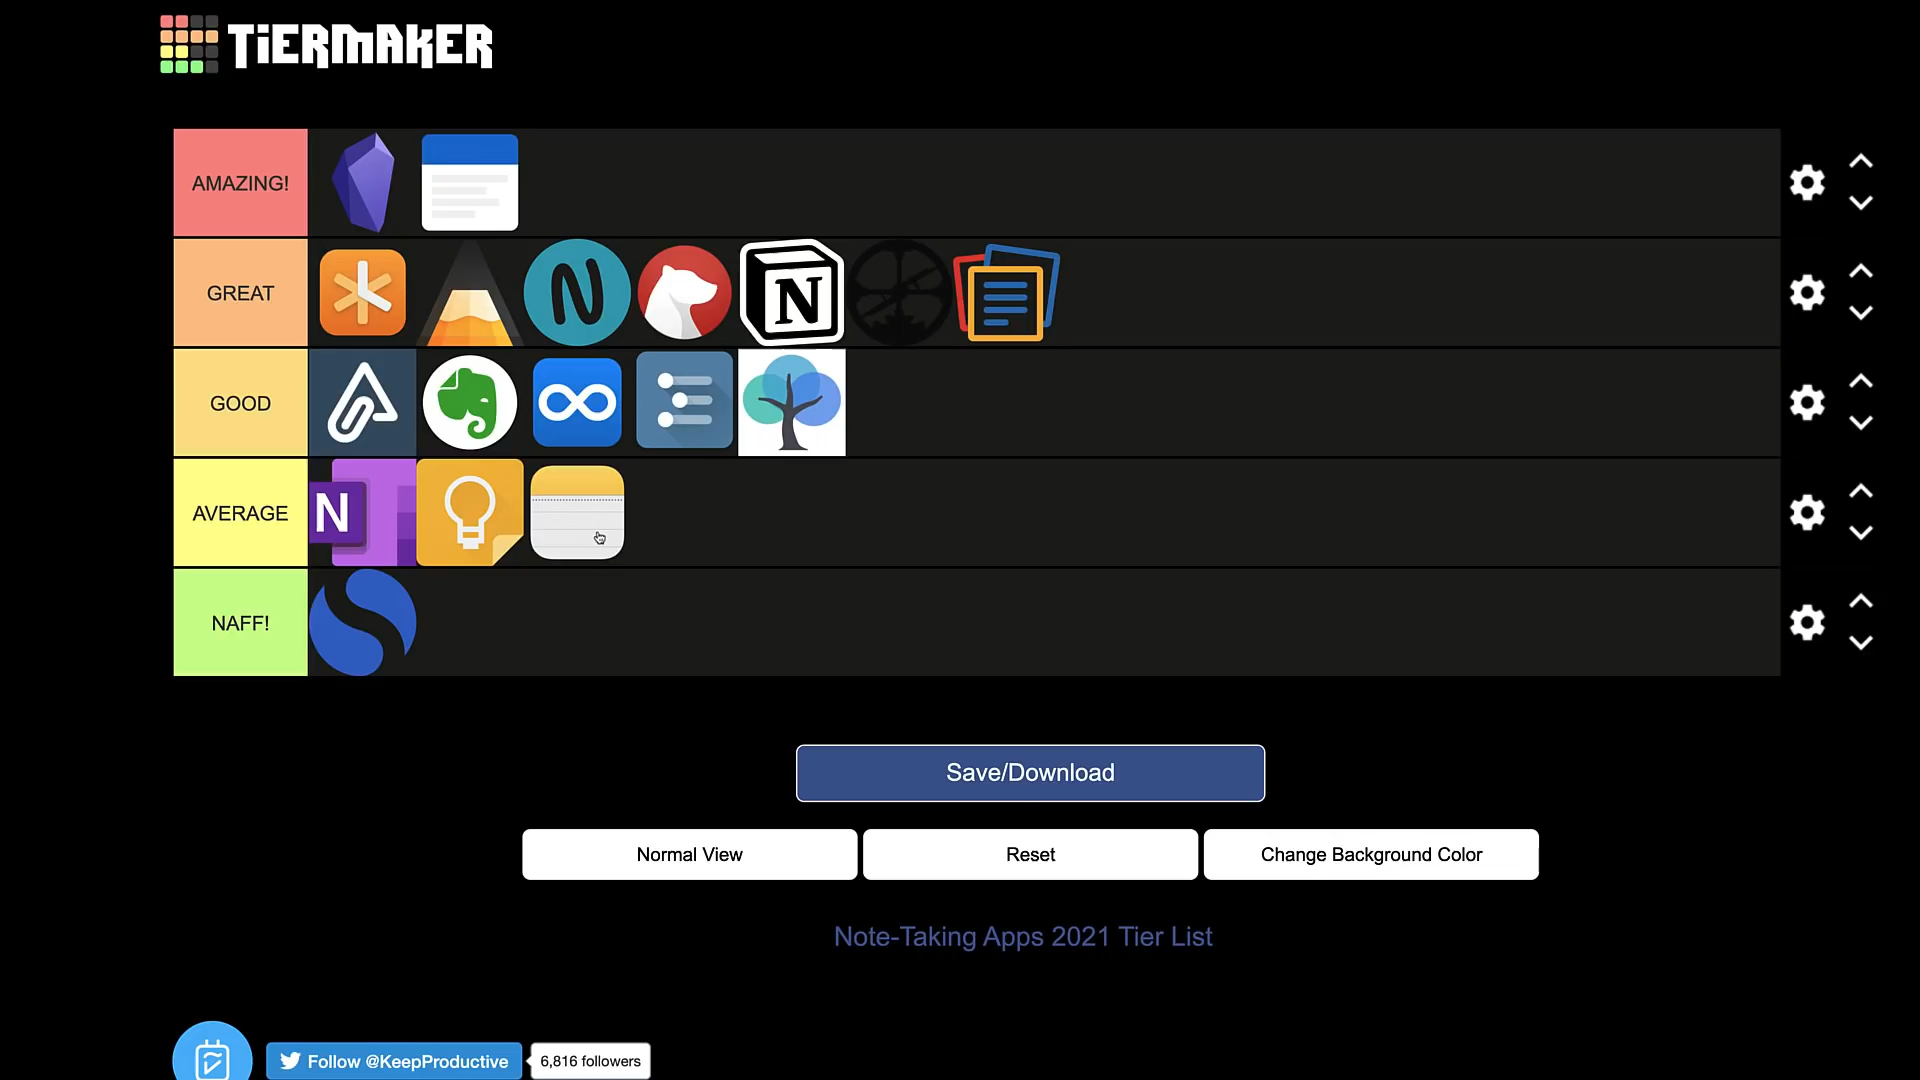 TiERMAKER
AMAZING!
GREAT
N
N
GOOD
AVERAGE
N
NAFF!
Save/Download
Normal View
Reset
Change Background Color
Note-Taking Apps 2021 Tier List
Follow @KeepProductive
6,816 followers